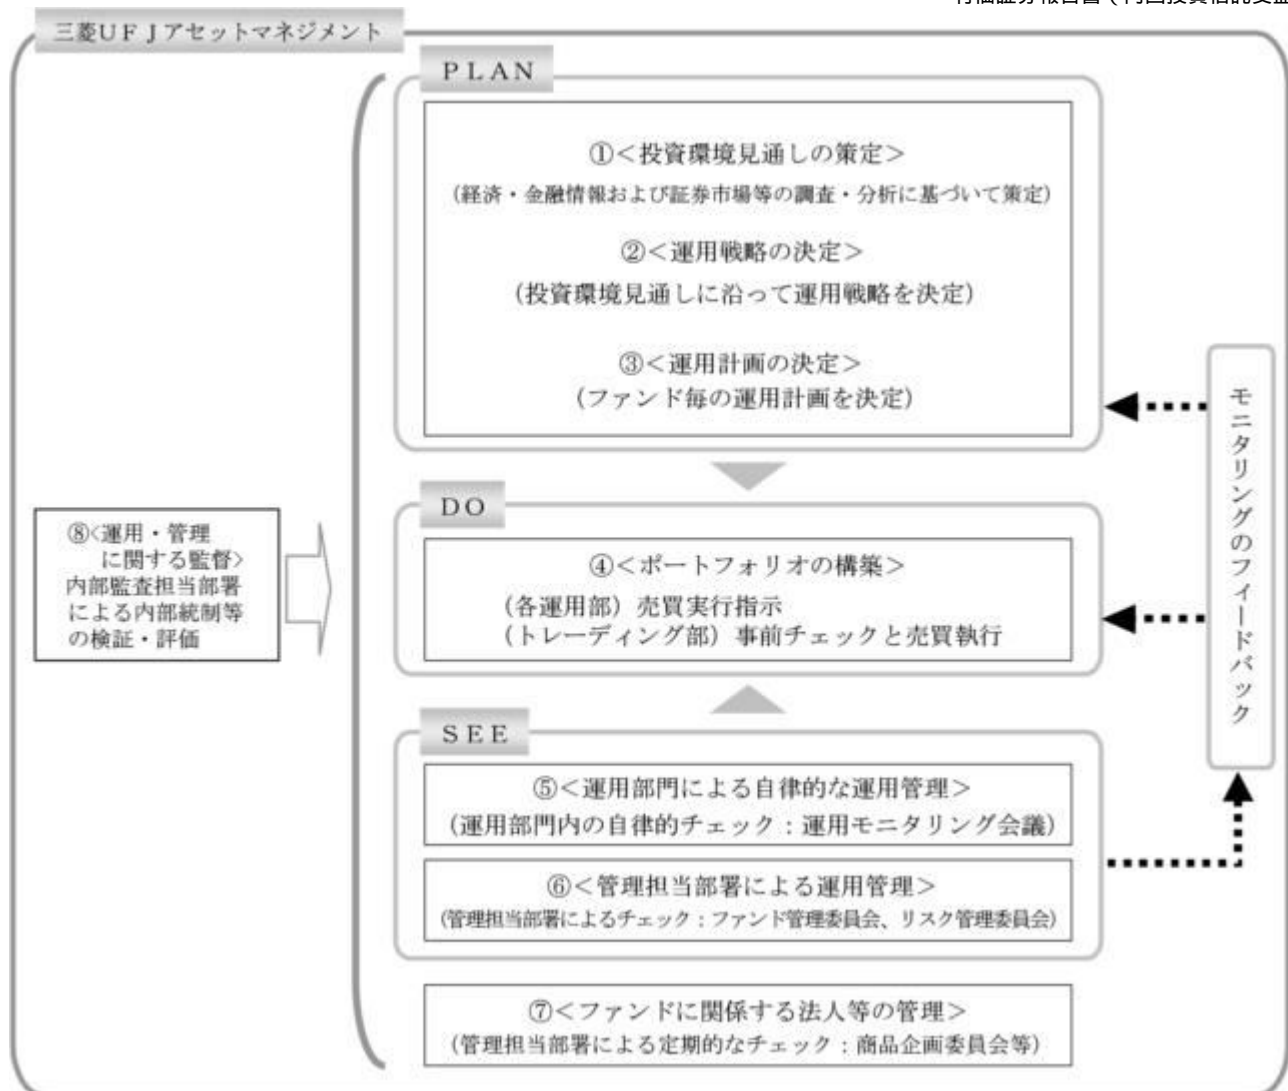 三菱UFJアセットマネジメント
PLAN
①<投資環境見通しの策定>
(経済・金融情報および証券市場等の調査・分析に基づいて策定)
②<運用戦略の決定>
(投資環境見通しに沿って運用戦略を決定)
③<運用計画の決定>
(ファンド毎の運用計画を決定)
DO
④<ポートフォリオの構築>
(各運用部)売買実行指示
(トレーディング部)事前チェックと売買執行
SEE
⑤<運用部門による自律的な運用管理>
(運用部門内の自律的チェック:運用モニタリング会議)
⑥<管理担当部署による運用管理>
(管理担当部署によるチェック:ファンド管理委員会、リスク管理委員会)
⑦<ファンドに関係する法人等の管理>
(管理担当部署による定期的なチェック:商品企画委員会等)
⑧<運用・管理
に関する監督>
内部監査担当部署
による内部統制等
の検証・評価
モニタリングのフィードバック